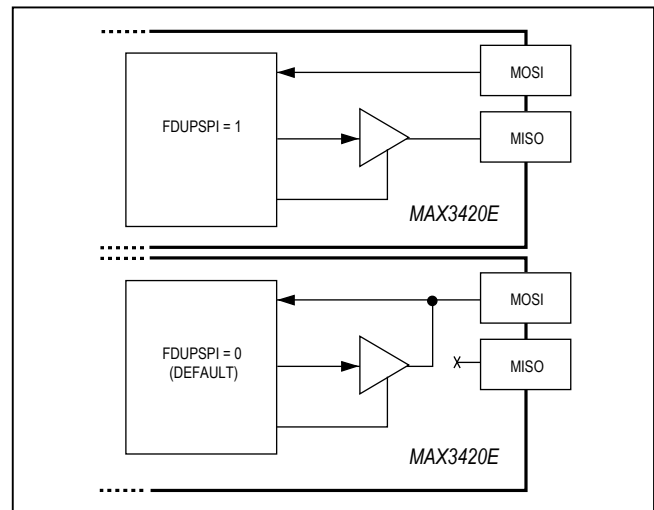 FDUPSPI = 1
MOSI
MISO
MAX3420E
FDUPSPI = 0
(DEFAULT)
MOSI
MISO
MAX3420E